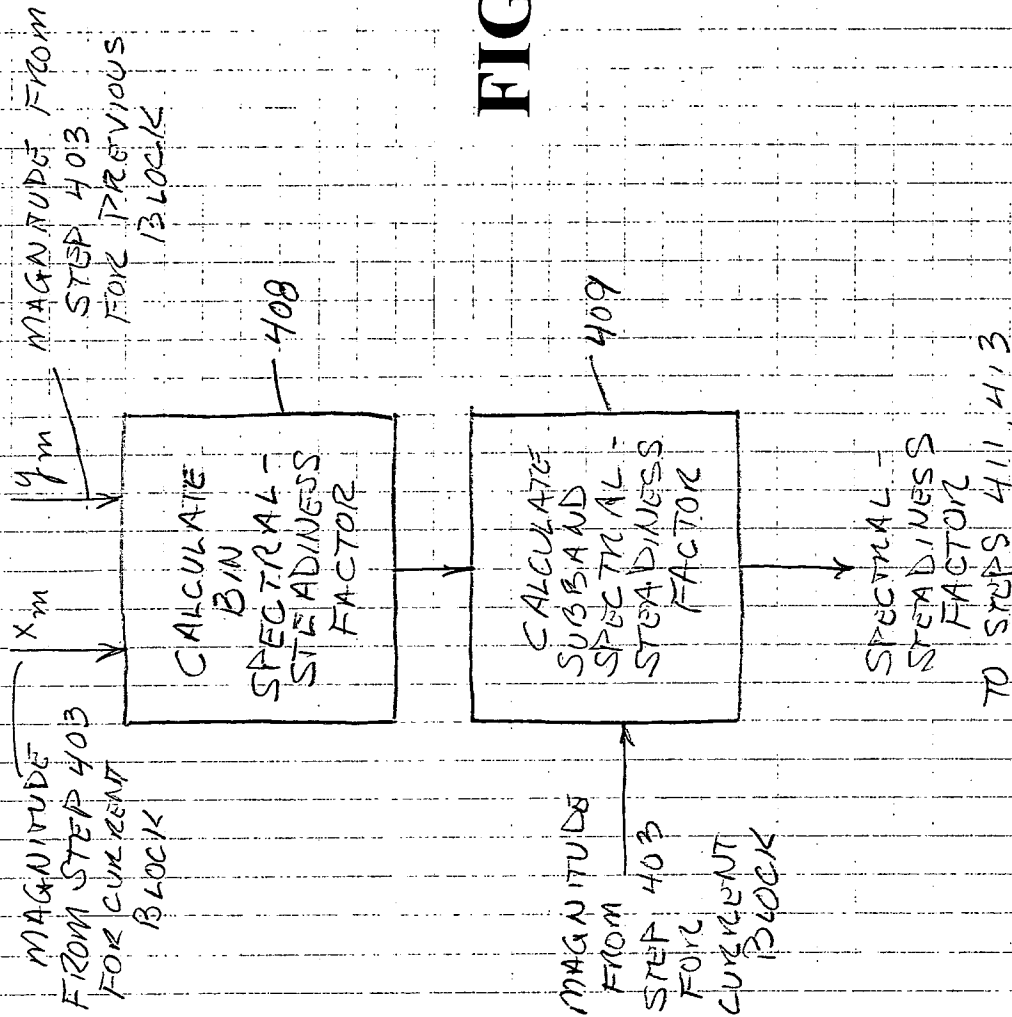 MAGNITUDE
FROM STEP 403
FOR CURRENT
BLOCK
Xm
ym
MAGNITUDE FROM
STEP 403
FOR PREVIOUS
BLOCK
CALCULATE
BIN
SPECTRAL-
STEADINESS
FACTOR
408
MAGNITUDE
FROM
STEP 403
FOR
CURRENT
BLOCK
CALCULATE
SUBBAND
SPECTRAL-
STEADINESS
FACTOR
409
SPECTRAL-
STEADINESS
FACTOR
TO STEPS 411, 413
FIG